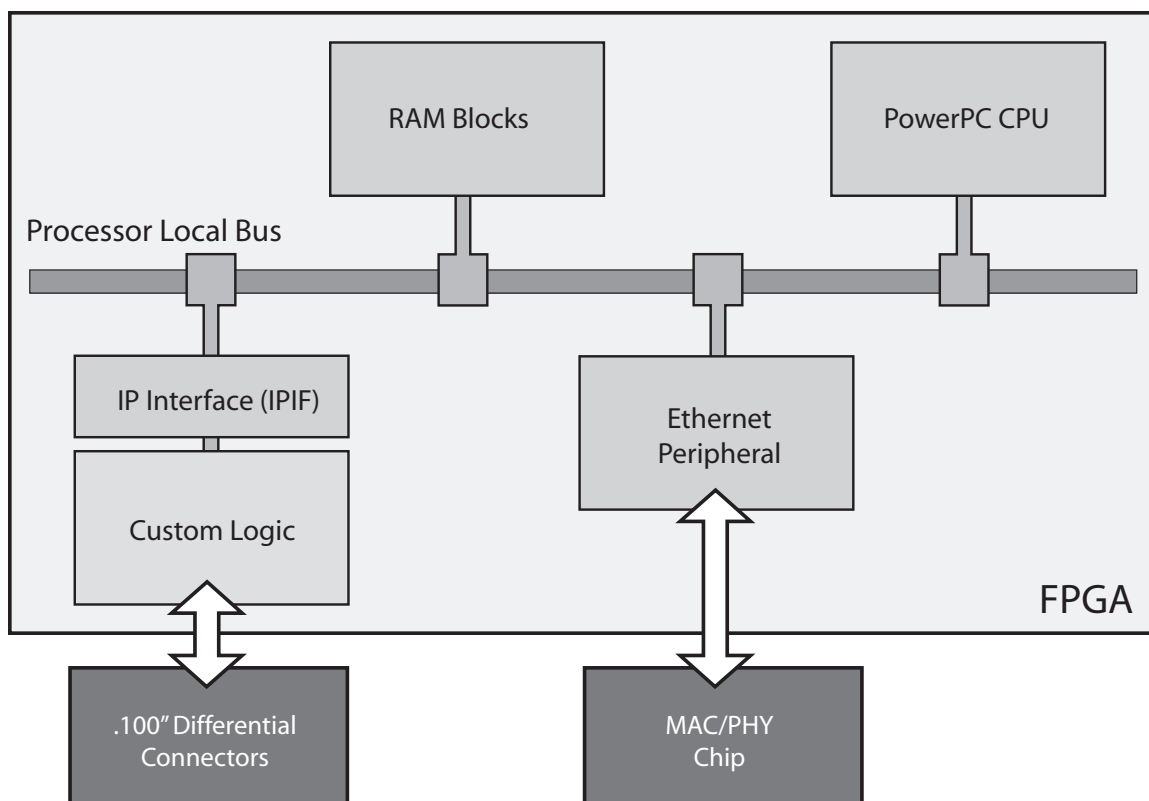 RAM Blocks
PowerPC CPU
Processor Local Bus
IP Interface (IPIF)
Ethernet
Peripheral
Custom Logic
FPGA
.100” Differential
Connectors
MAC/PHY
Chip